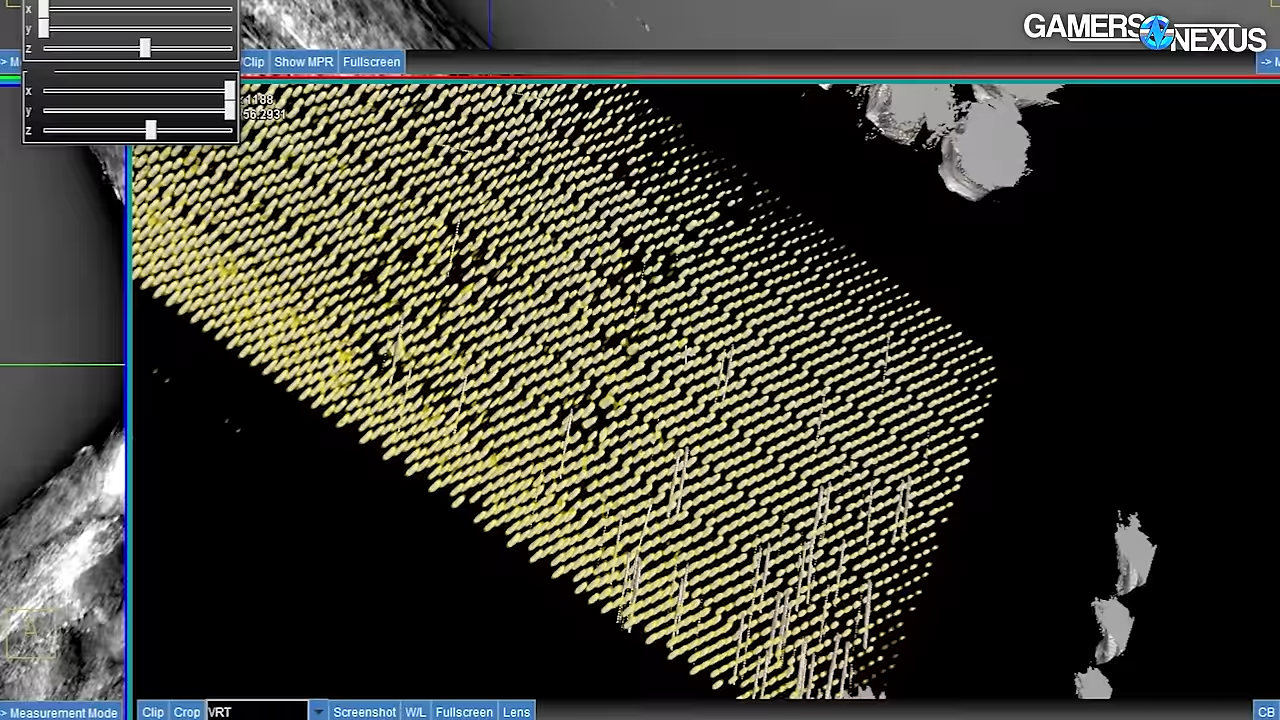 x
y
z
GAMERS NEXUS
-> M
Clip Show MPR Fullscreen
-> M
x
y
z
1188
56.2931
-> Measurement Mode
Clip Crop VRT Screenshot W/L Fullscreen Lens
CB